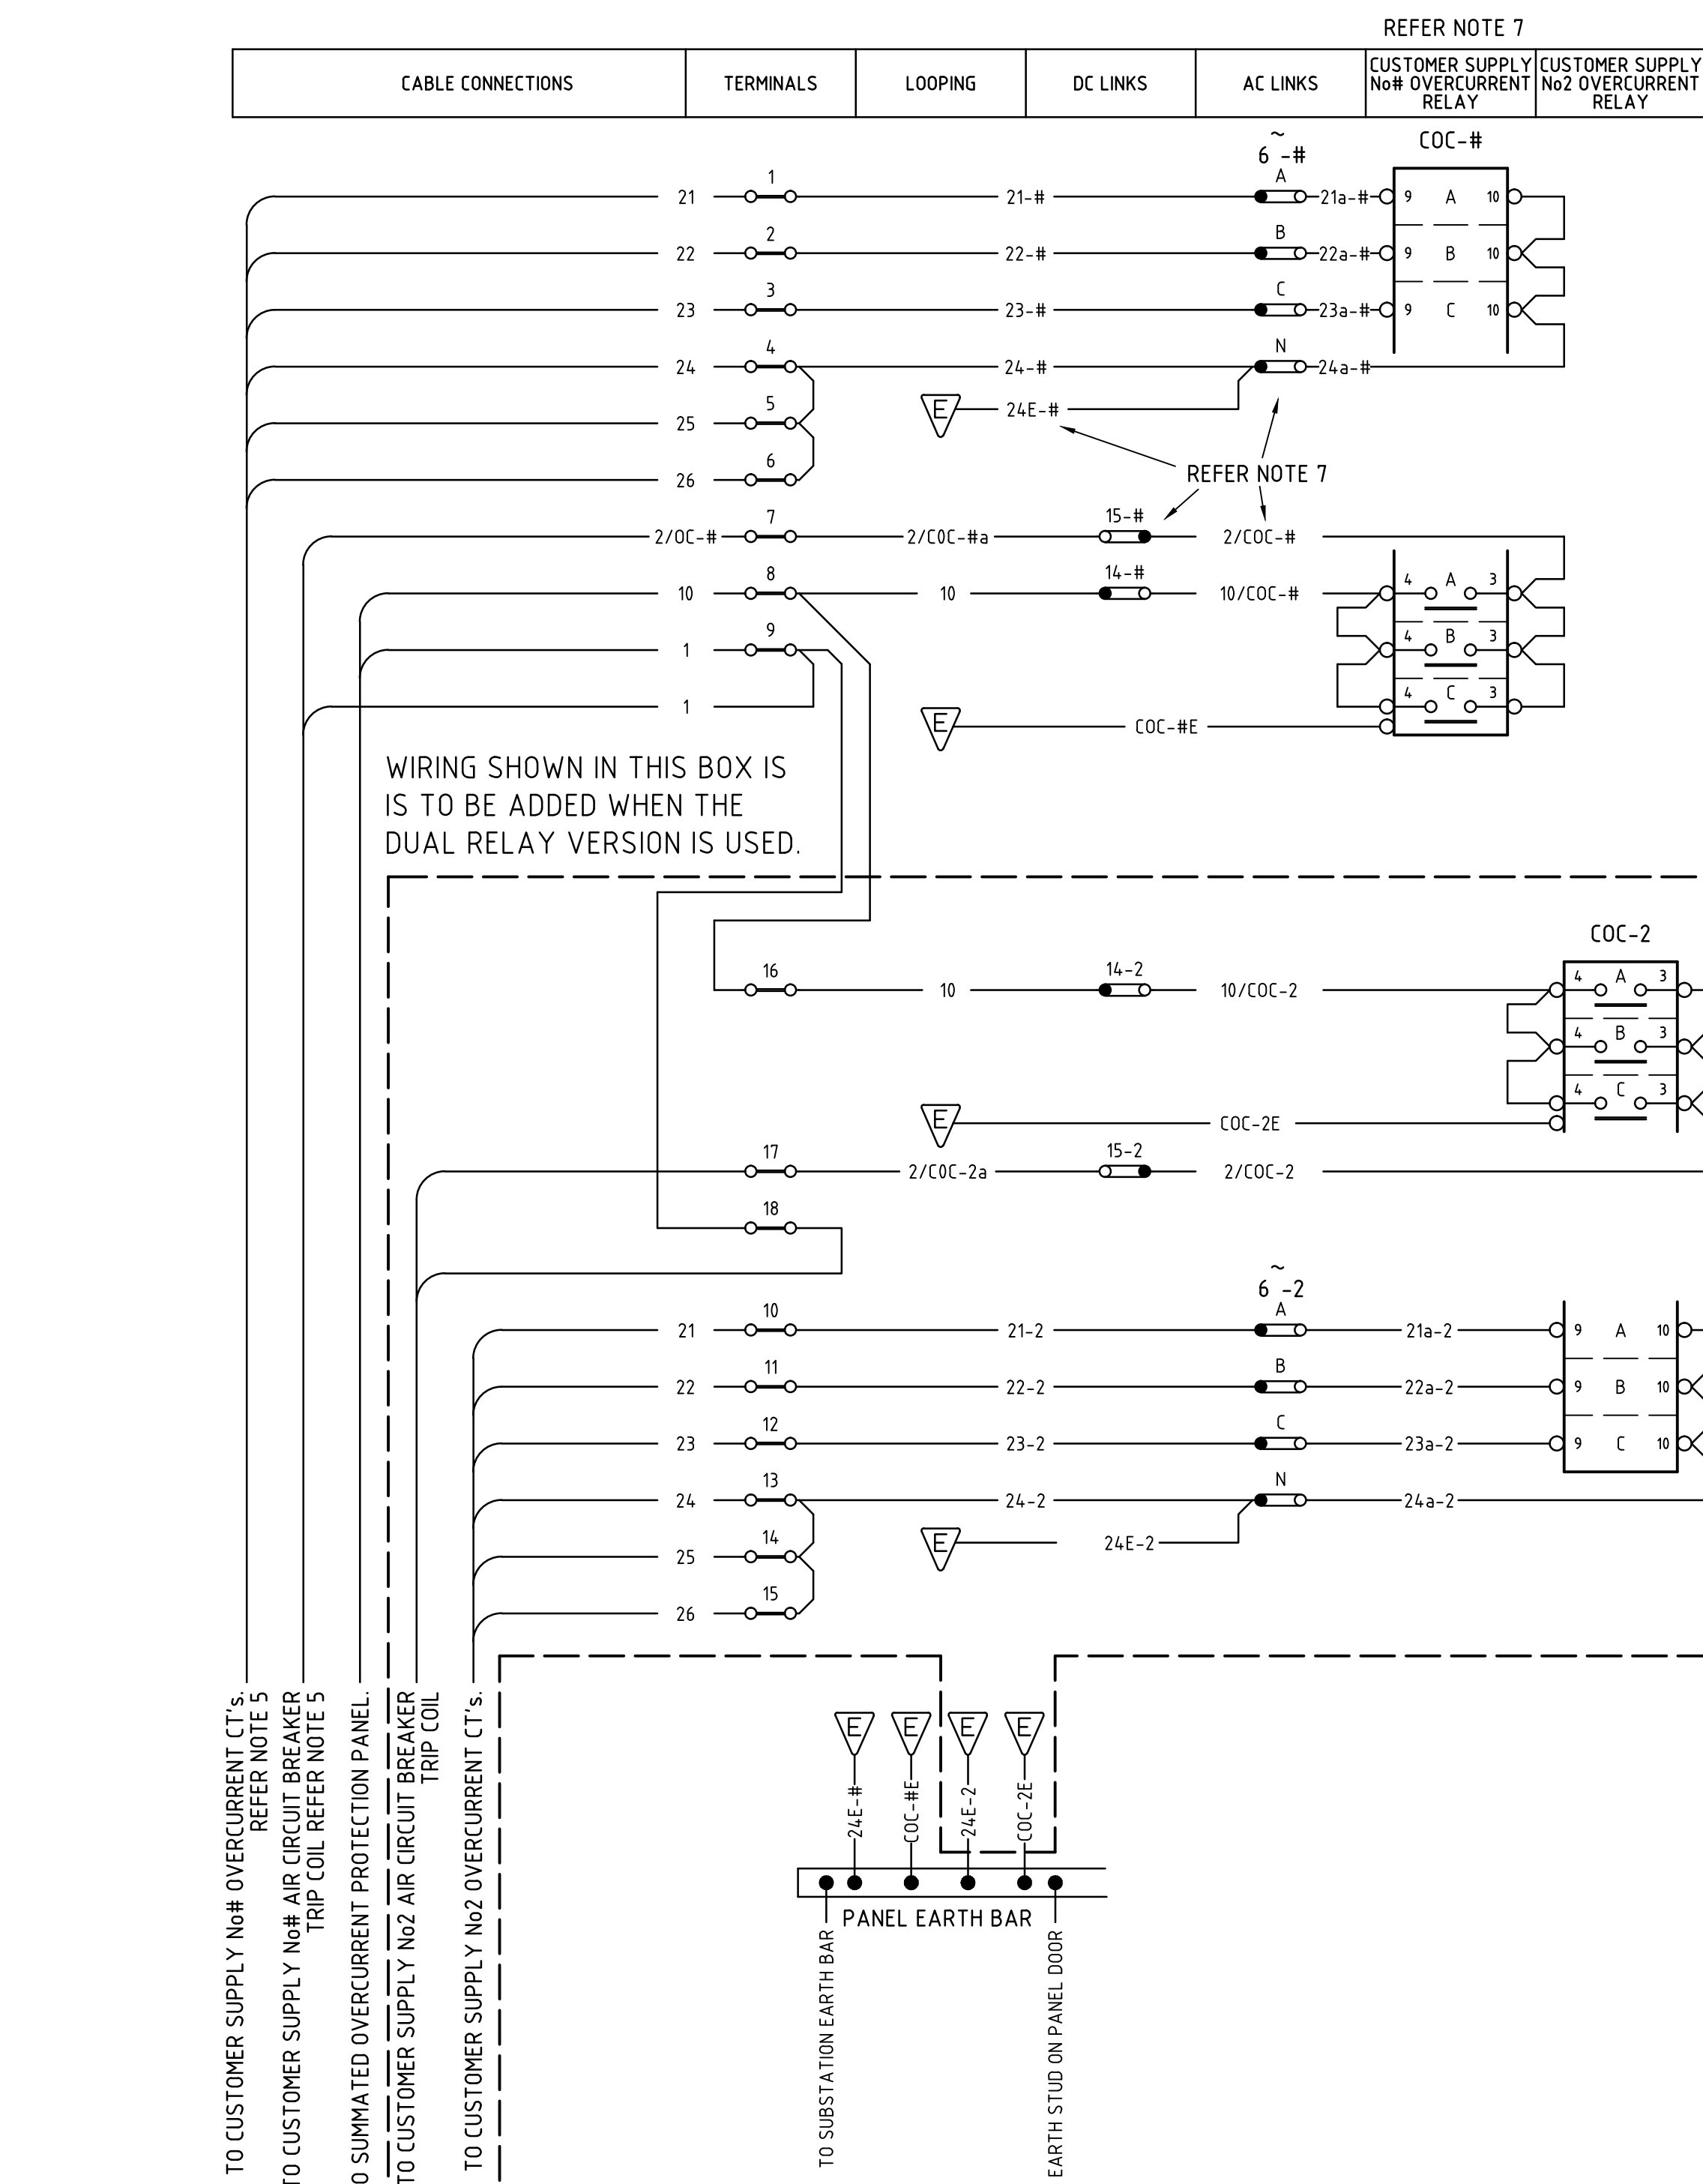 REFER NOTE 7
CABLE CONNECTIONS TERMINALS LOOPING DC LINKS AC LINKS
CUSTOMER SUPPLY
No# OVERCURRENT
RELAY
CUSTOMER SUPPLY
No2 OVERCURRENT
RELAY
COC-#
~
6 -#
21 1 21-# A 21a-# 9 A 10
22 2 22-# B 22a-# 9 B 10
23 3 23-# C 23a-# 9 C 10
24 4 24-# N 24a-#
E 24E-#
25 5
26 6
REFER NOTE 7
2/OC-# 7 2/COC-#a 15-# 2/COC-#
10 8 10 14-# 10/COC-# 4 A 3
1 9 4 B 3
1 4 C 3
E COC-#E
WIRING SHOWN IN THIS BOX IS
IS TO BE ADDED WHEN THE
DUAL RELAY VERSION IS USED.
COC-2
16 10 14-2 10/COC-2 4 A 3
4 B 3
4 C 3
E COC-2E
17 2/COC-2a 15-2 2/COC-2
18
~
6 -2
21 10 21-2 A 21a-2 9 A 10
22 11 22-2 B 22a-2 9 B 10
23 12 23-2 C 23a-2 9 C 10
24 13 24-2 N 24a-2
E 24E-2
25 14
26 15
TO CUSTOMER SUPPLY No# OVERCURRENT CT's.
REFER NOTE 5
TO CUSTOMER SUPPLY No# AIR CIRCUIT BREAKER
TRIP COIL REFER NOTE 5
O SUMMATED OVERCURRENT PROTECTION PANEL.
TO CUSTOMER SUPPLY No2 AIR CIRCUIT BREAKER
TRIP COIL
TO CUSTOMER SUPPLY No2 OVERCURRENT CT's.
E E E E
24E-#
COC-#E
24E-2
COC-2E
PANEL EARTH BAR
TO SUBSTATION EARTH BAR
EARTH STUD ON PANEL DOOR